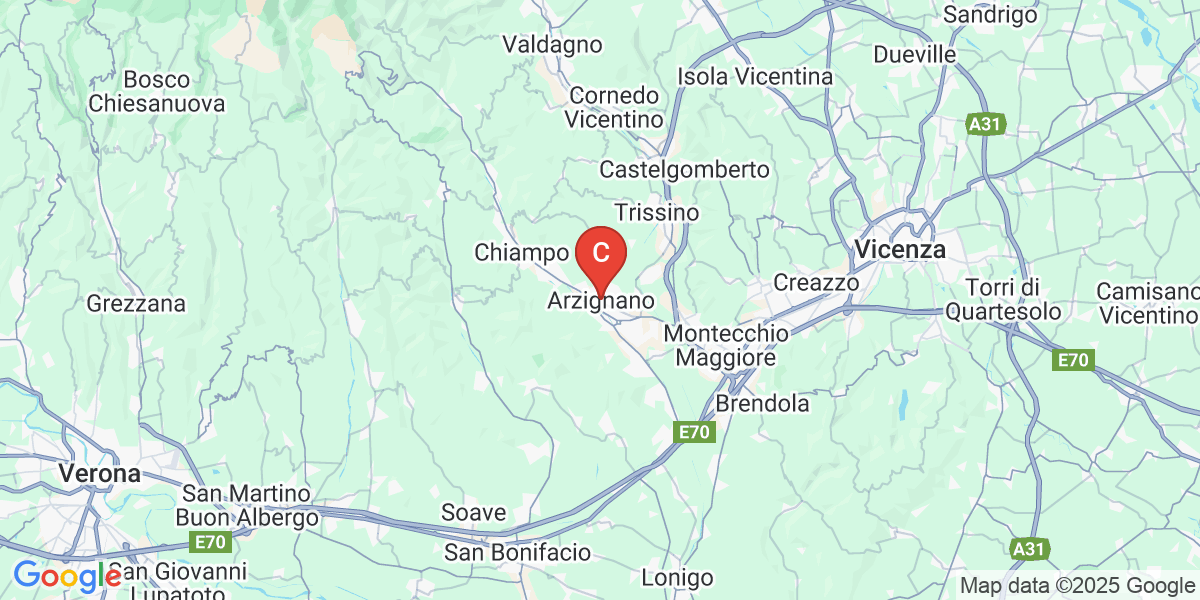 Sandrigo
Valdagno
Dueville
Isola Vicentina
Bosco
Chiesanuova
Cornedo
Vicentino
A31
Castelgomberto
Trissino
Chiampo
C
Vicenza
Creazzo
Grezzana
Arzignano
Torri di
Quartesolo
Camisano
Vicentino
Montecchio
Maggiore
E70
Brendola
E70
Verona
San Martino
Buon Albergo
Soave
E70
San Bonifacio
A31
San Giovanni
Lupatoto
Lonigo
Google
Map data ©2025 Google